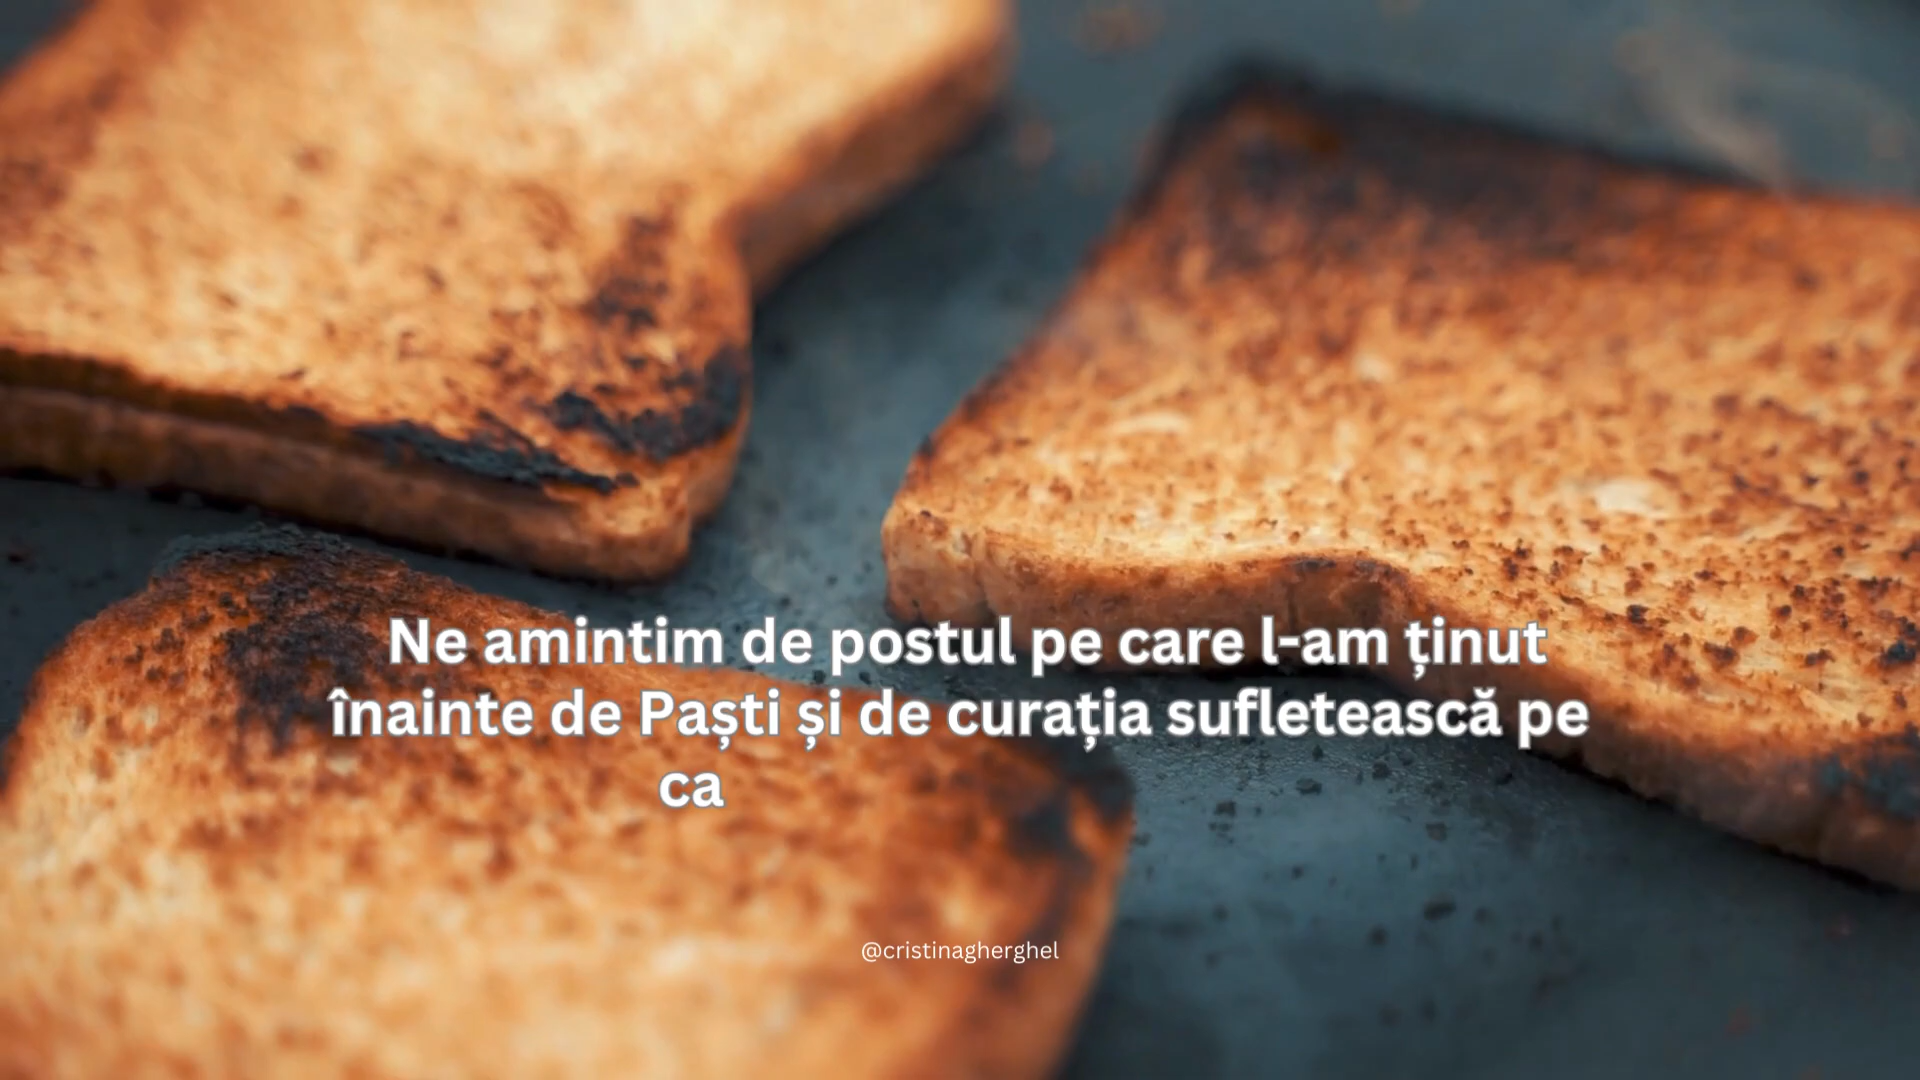 Ne amintim de postul pe care l-am ținut
înainte de Paști și de curația sufletească pe
ca
@cristinagherghel